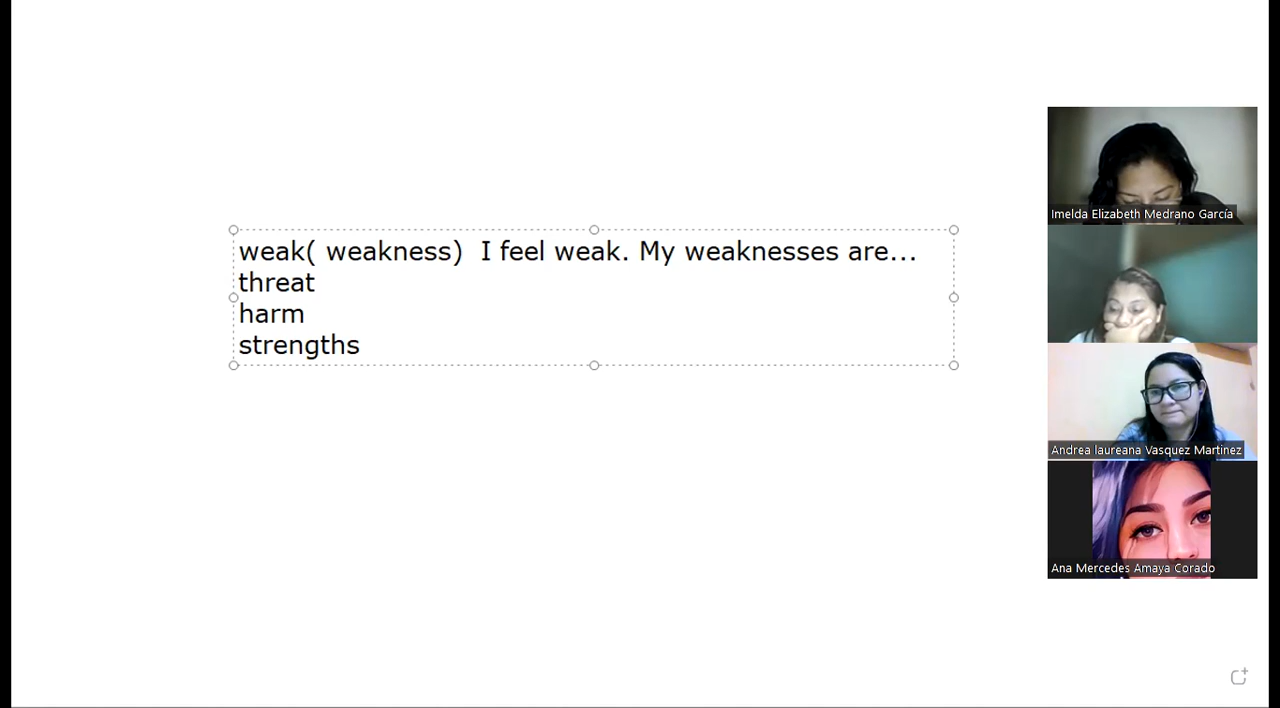 weak( weakness)  I feel weak. My weaknesses are...
threat
harm
strengths
Imelda Elizabeth Medrano García
Andrea laureana Vasquez Martinez
Ana Mercedes Amaya Corado